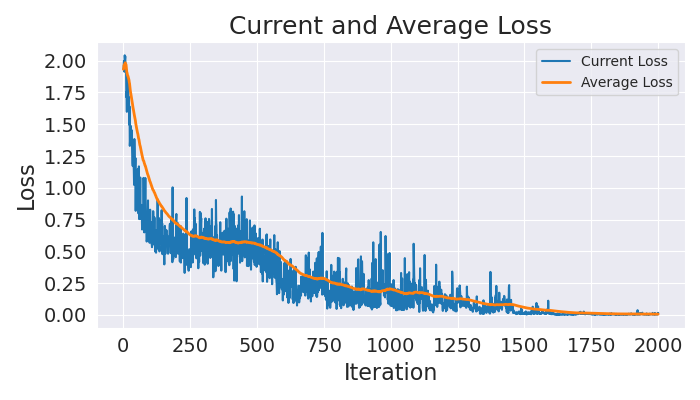 Current and Average Loss
Current Loss
Average Loss
Loss
2.00
1.75
1.50
1.25
1.00
0.75
0.50
0.25
0.00
0 250 500 750 1000 1250 1500 1750 2000
Iteration